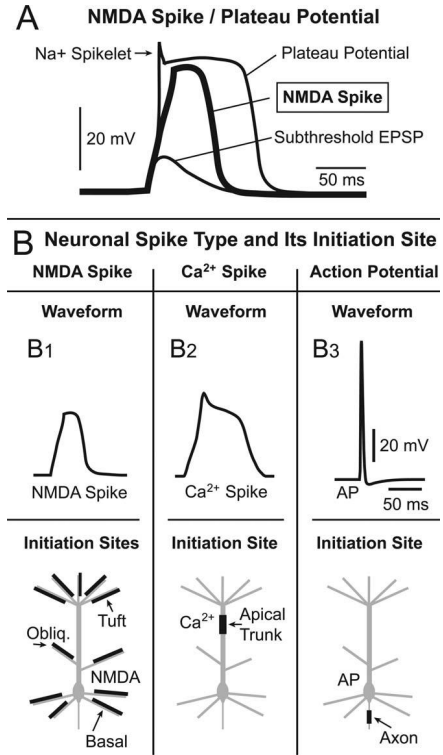 A
NMDA Spike / Plateau Potential
Na+ Spikelet
Plateau Potential
NMDA Spike
20 mV
Subthreshold EPSP
50 ms
B
Neuronal Spike Type and Its Initiation Site
NMDA Spike
Ca²⁺ Spike
Action Potential
Waveform
Waveform
Waveform
B1
B2
B3
20 mV
NMDA Spike
Ca²⁺ Spike
AP
50 ms
Initiation Sites
Initiation Site
Initiation Site
Tuft
Obliq.
NMDA
Basal
Ca²⁺
Apical
Trunk
AP
Axon